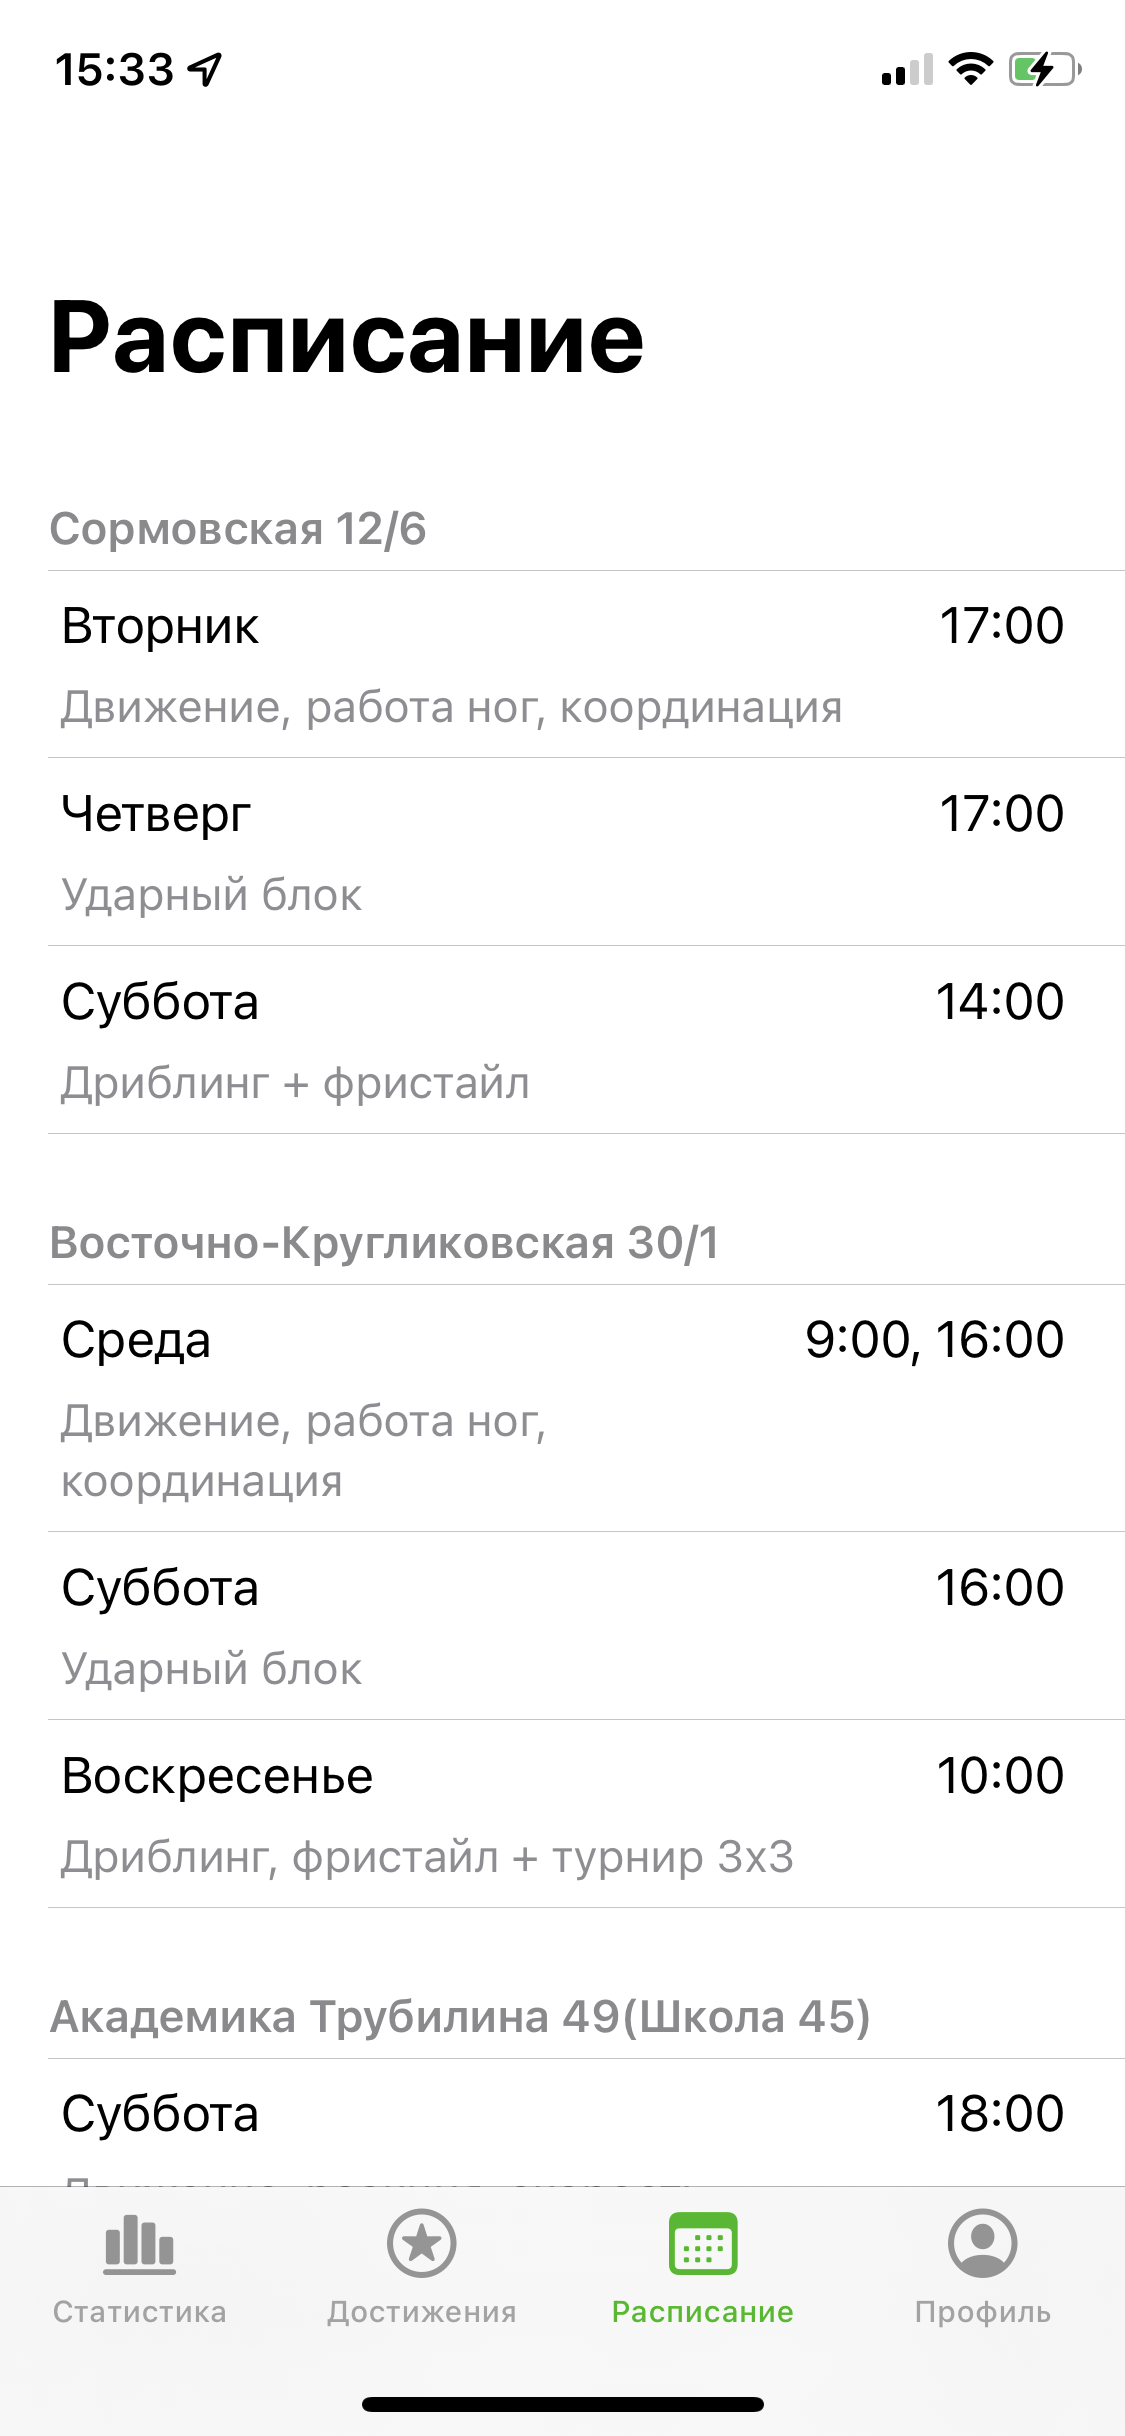 15:33
Расписание
Сормовская 12/6
Вторник 17:00
Движение, работа ног, координация
Четверг 17:00
Ударный блок
Суббота 14:00
Дриблинг + фристайл
Восточно-Кругликовская 30/1
Среда 9:00, 16:00
Движение, работа ног,
координация
Суббота 16:00
Ударный блок
Воскресенье 10:00
Дриблинг, фристайл + турнир 3х3
Академика Трубилина 49(Школа 45)
Суббота 18:00
Статистика Достижения Расписание Профиль